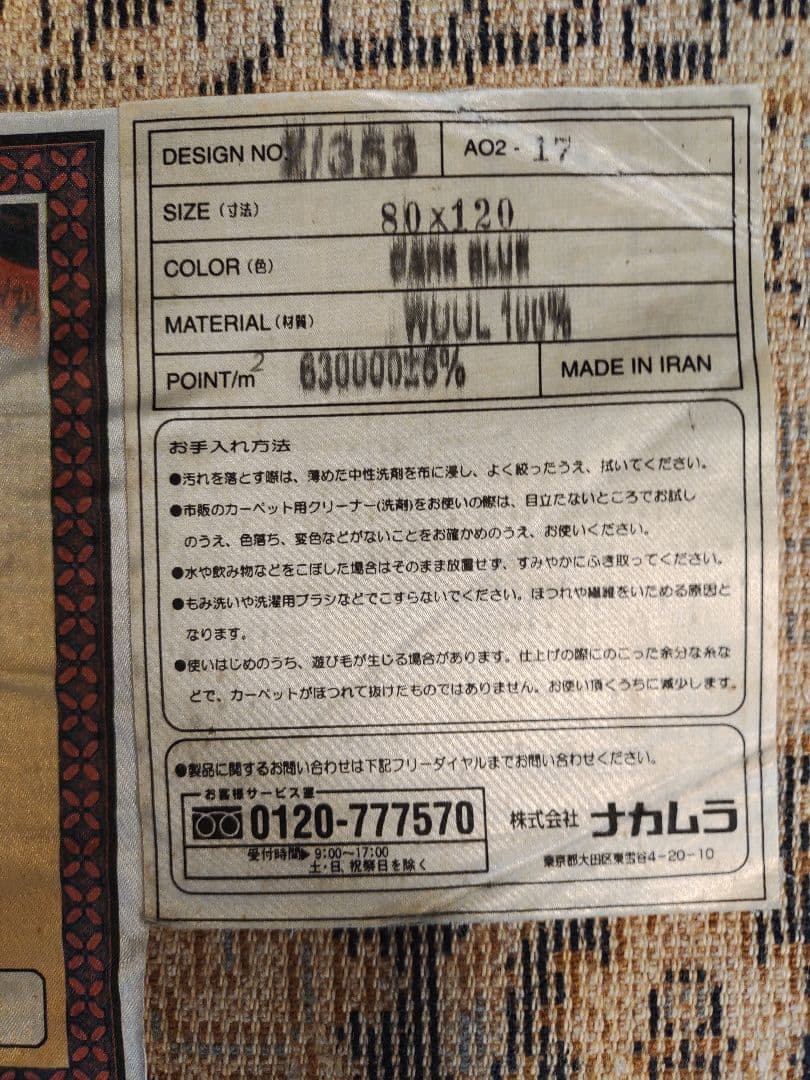 DESIGN NO. /353 AO2 - 17
SIZE (寸法) 80x120
COLOR (色) DARK BLUE
MATERIAL (材質) WOOL 100%
POINT/m2 630000±6% MADE IN IRAN
お手入れ方法
●汚れを落とす際は、薄めた中性洗剤を布に浸し、よく絞ったうえ、拭いてください。
●市販のカーペット用クリーナー(洗剤)をお使いの際は、目立たないところでお試し
のうえ、色落ち、変色などがないことをお確かめのうえ、お使いください。
●水や飲み物などをこぼした場合はそのまま放置せず、すみやかにふき取ってください。
●もみ洗いや洗濯用ブラシなどでこすらないでください。ほつれや繊維をいためる原因と
なります。
●使いはじめのうち、遊び毛が生じる場合があります。仕上げの際にのこった余分な糸な
どで、カーペットがほつれて抜けたものではありません。お使い頂くうちに減少します。
●製品に関するお問い合わせは下記フリーダイヤルまでお問い合わせください。
お客様サービス室
0120-777570 株式会社 ナカムラ
受付時間▶9:00〜17:00
土・日、祝祭日を除く
東京都大田区東雪谷4-20-10